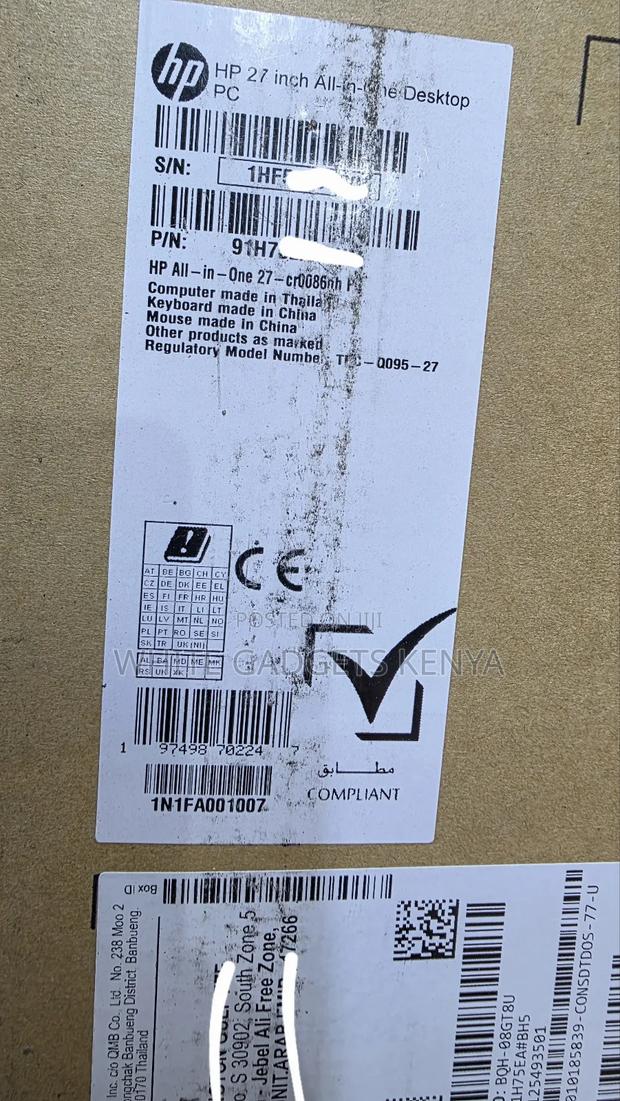 hp
HP 27 inch All-in-One Desktop
PC
S/N:
1HF
P/N:
91H7
HP All-in-One 27-cr0086nh
Computer made in
Keyboard made in China
Mouse made in China
Other products as marked
Regulatory Model -Q095-27
AT BE BG CH CY
CZ DE DK EE EL
ES FI FR HR HU
IE IS IT LI LT
LU LV MT NL NO
PL PT RO SE SI
SK TR UK(NI)
AL BA MD ME MK
RS UK XK
CE
POSTED ON JIJI
WHITE GADGETS KENYA
1 97498 70224 7
1N1FA001007
مطابق
COMPLIANT
Box ID
Inc. c/o QMB Co., Ltd. No. 238 Moo 2
Banbueng District. Banbueng.
Thailand
S 30902, South Zone 5
- Jebel Ali Free Zone,
7266
BQH-08GT8U
1H75EA#BH5
25493501
010185839-CONSDTDOS-77-U